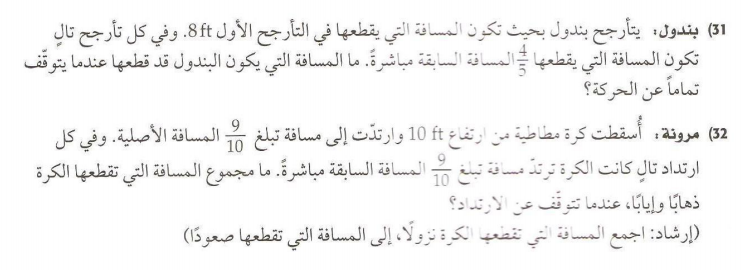 31) بندول: يتأرجح بندول بحيث تكون المسافة التي يقطعها في التأرجح الأول 8 ft. وفي كل تأرجح تالٍ
تكون المسافة التي يقطعها 4/5 المسافة السابقة مباشرةً. ما المسافة التي يكون البندول قد قطعها عندما يتوقّف
تماماً عن الحركة؟
32) مرونة: أُسقطت كرة مطاطية من ارتفاع 10 ft وارتدّت إلى مسافة تبلغ 9/10 المسافة الأصلية. وفي كل
ارتداد تالٍ كانت الكرة ترتدّ مسافة تبلغ 9/10 المسافة السابقة مباشرةً. ما مجموع المسافة التي تقطعها الكرة
ذهابًا وإيابًا، عندما تتوقّف عن الارتداد؟
(إرشاد: اجمع المسافة التي تقطعها الكرة نزولًا، إلى المسافة التي تقطعها صعودًا)